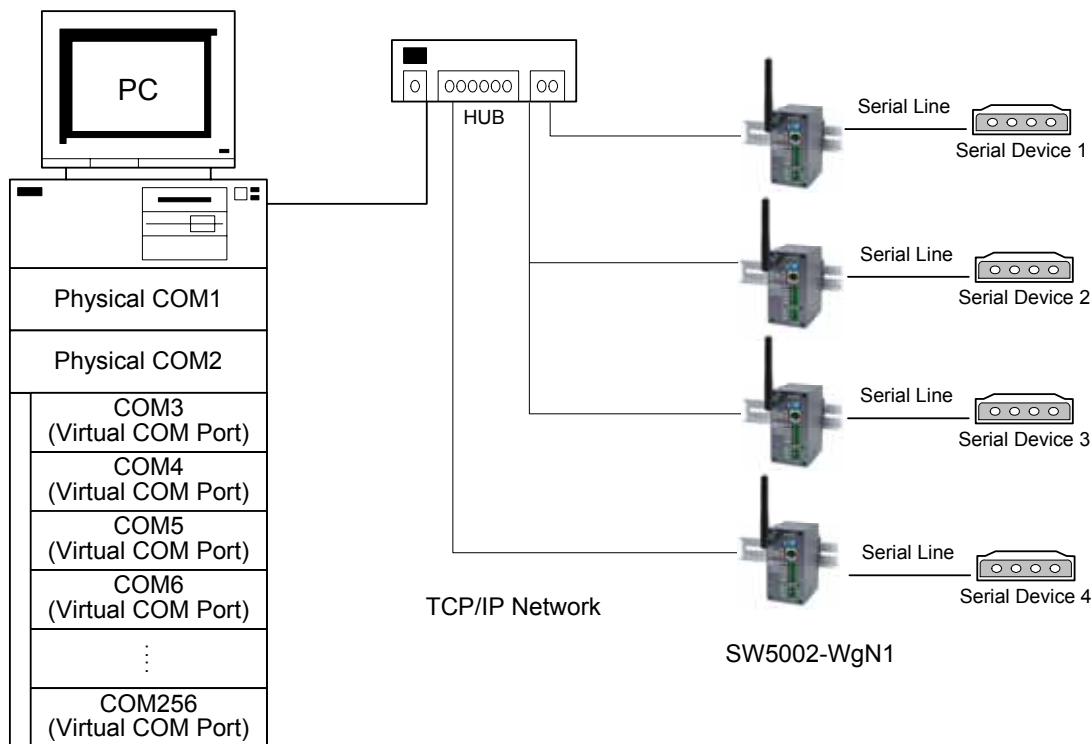 PC
HUB
Physical COM1
Physical COM2
COM3
(Virtual COM Port)
COM4
(Virtual COM Port)
COM5
(Virtual COM Port)
COM6
(Virtual COM Port)
COM256
(Virtual COM Port)
TCP/IP Network
Serial Line
Serial Device 1
Serial Line
Serial Device 2
Serial Line
Serial Device 3
Serial Line
Serial Device 4
SW5002-WgN1